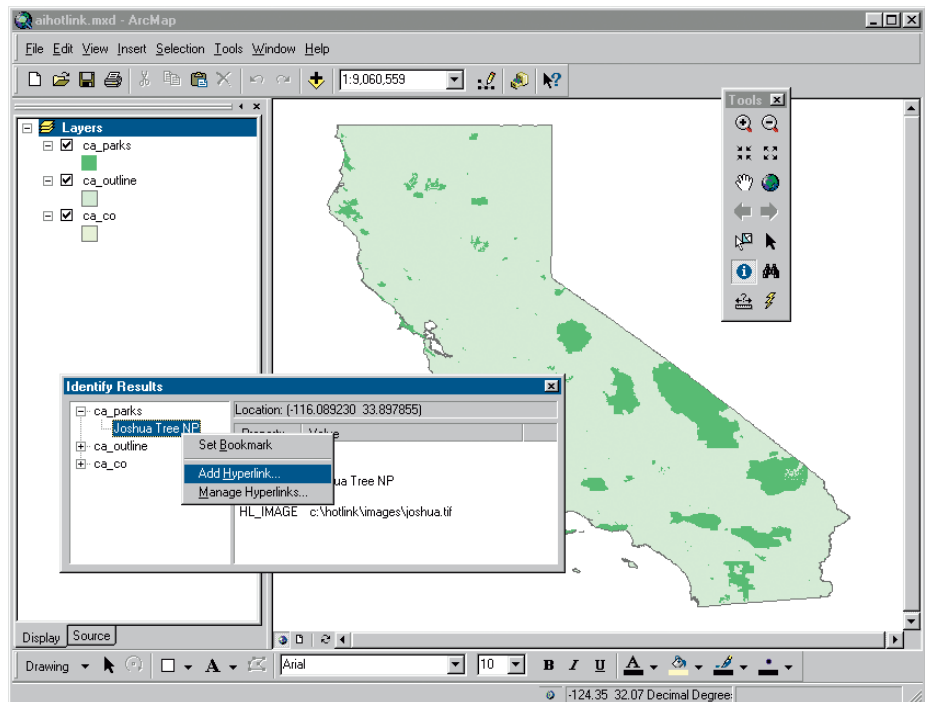 aihotlink.mxd - ArcMap
File Edit View Insert Selection Tools Window Help
1:9,060,559
Layers
ca_parks
ca_outline
ca_co
Tools
Identify Results
ca_parks
Joshua Tree NP
ca_outline
ca_co
Location: (-116.089230 33.897855)
Property Value
Set Bookmark
Add Hyperlink...
Manage Hyperlinks...
ua Tree NP
HL_IMAGE c:\hotlink\images\joshua.tif
Display Source
Drawing A Arial 10 B I U A
-124.35 32.07 Decimal Degree: